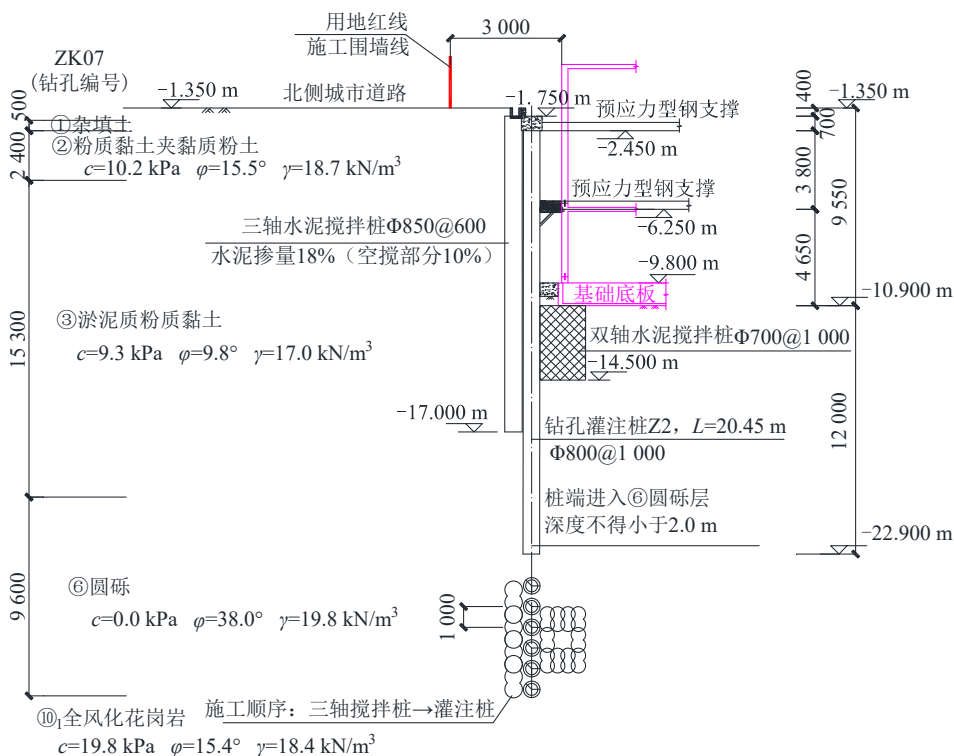 用地红线
施工围墙线
3 000
ZK07
(钻孔编号)
−1.350 m
北侧城市道路
−1. 750 m
预应力型钢支撑
400
−1.350 m
500
①杂填土
700
②粉质黏土夹黏质粉土
−2.450 m
2 400
c=10.2 kPa φ=15.5° γ=18.7 kN/m³
3 800
9 550
预应力型钢支撑
三轴水泥搅拌桩Φ850@600
−6.250 m
水泥掺量18%（空搅部分10%）
−9.800 m
4 650
基础底板
−10.900 m
③淤泥质粉质黏土
15 300
双轴水泥搅拌桩Φ700@1 000
c=9.3 kPa φ=9.8° γ=17.0 kN/m³
−14.500 m
−17.000 m
钻孔灌注桩Z2，L=20.45 m
12 000
Φ800@1 000
桩端进入⑥圆砾层
深度不得小于2.0 m
−22.900 m
⑥圆砾
9 600
c=0.0 kPa φ=38.0° γ=19.8 kN/m³
1 000
⑩₁全风化花岗岩
施工顺序：三轴搅拌桩→灌注桩
c=19.8 kPa φ=15.4° γ=18.4 kN/m³